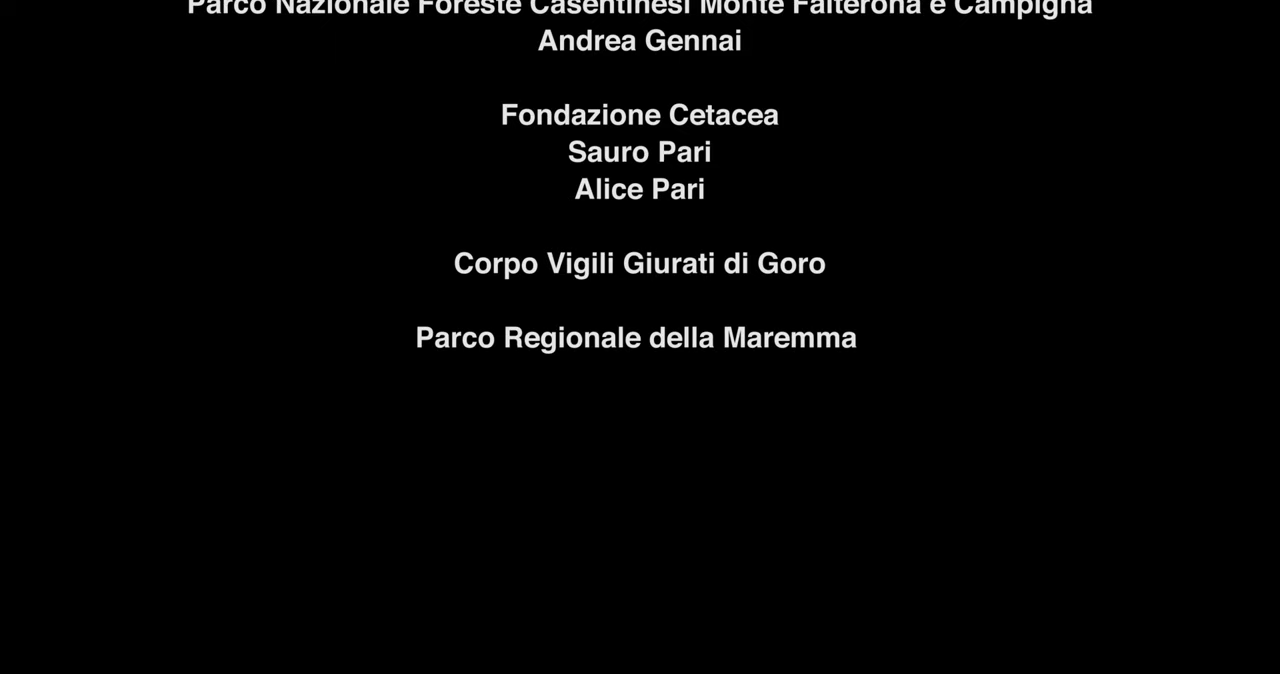 Parco Nazionale Foreste Casentinesi Monte Falterona e Campigna
Andrea Gennai
Fondazione Cetacea
Sauro Pari
Alice Pari
Corpo Vigili Giurati di Goro
Parco Regionale della Maremma